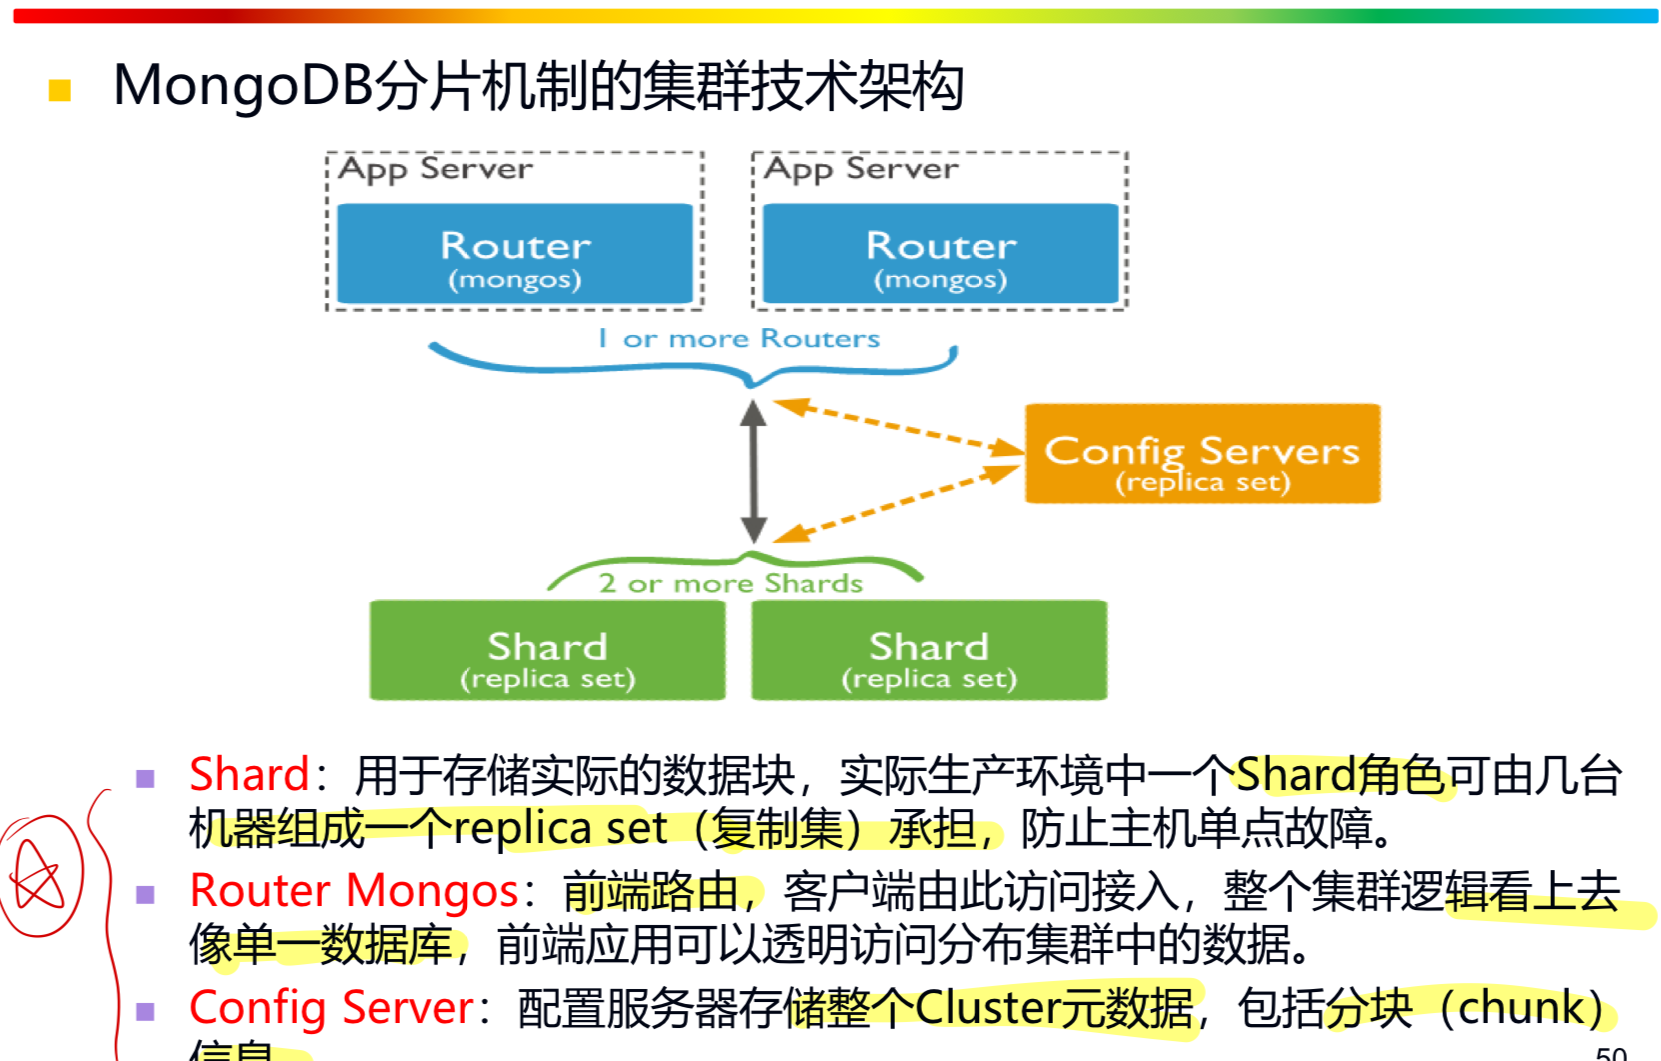 MongoDB分片机制的集群技术架构
App Server
App Server
Router
(mongos)
Router
(mongos)
1 or more Routers
Config Servers
(replica set)
2 or more Shards
Shard
(replica set)
Shard
(replica set)
Shard：用于存储实际的数据块，实际生产环境中一个Shard角色可由几台
机器组成一个replica set（复制集）承担，防止主机单点故障。
Router Mongos：前端路由，客户端由此访问接入，整个集群逻辑看上去
像单一数据库，前端应用可以透明访问分布集群中的数据。
Config Server：配置服务器存储整个Cluster元数据，包括分块（chunk）
信息
50